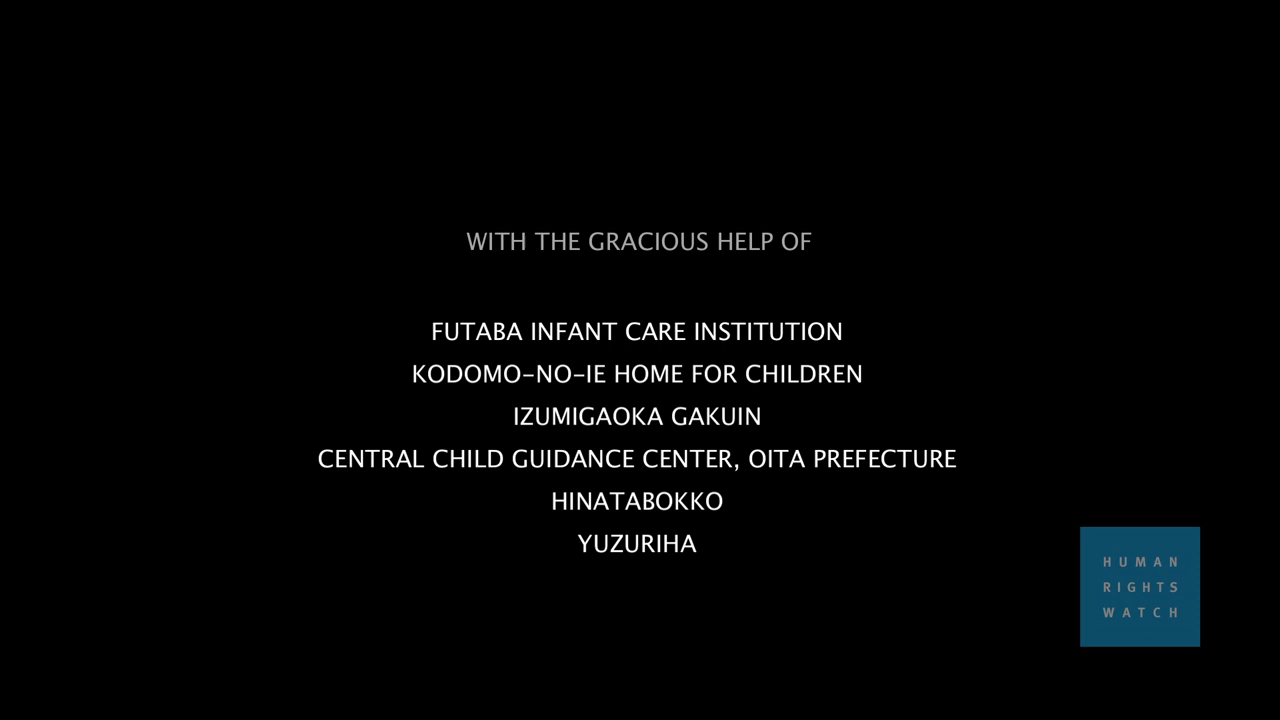 WITH THE GRACIOUS HELP OF
FUTABA INFANT CARE INSTITUTION
KODOMO-NO-IE HOME FOR CHILDREN
IZUMIGAOKA GAKUIN
CENTRAL CHILD GUIDANCE CENTER, OITA PREFECTURE
HINATABOKKO
YUZURIHA
HUMAN
RIGHTS
WATCH